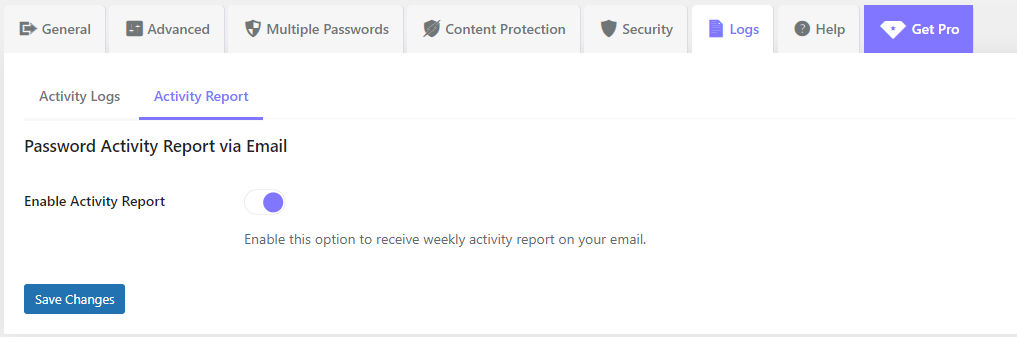 General Advanced Multiple Passwords Content Protection Security Logs Help Get Pro
Activity Logs Activity Report
Password Activity Report via Email
Enable Activity Report
Enable this option to receive weekly activity report on your email.
Save Changes